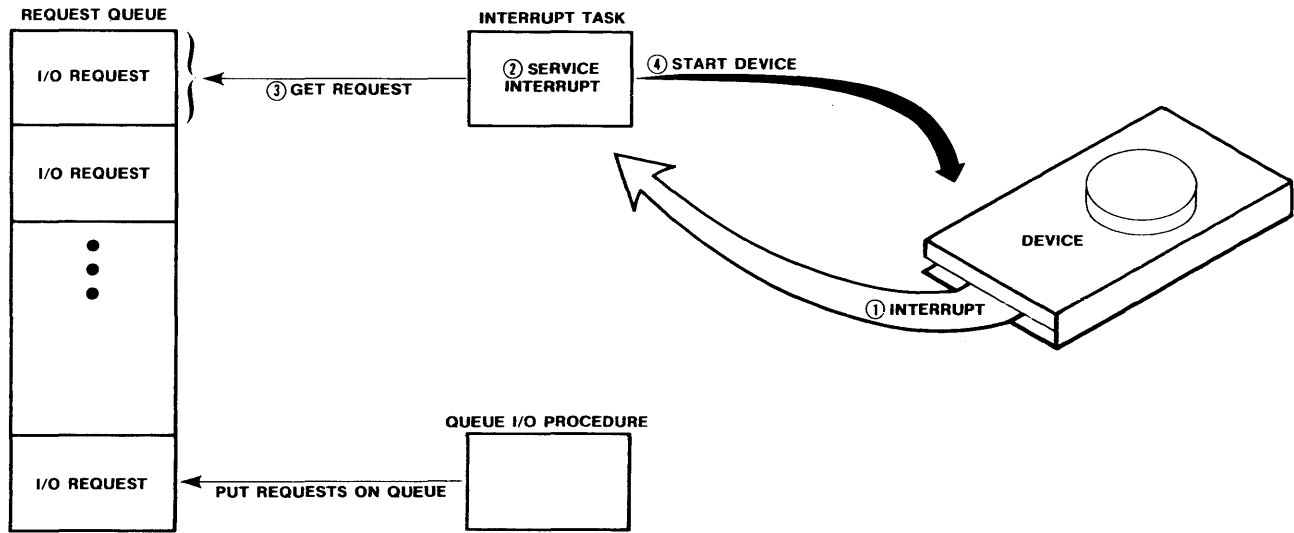 REQUEST QUEUE
INTERRUPT TASK
I/O REQUEST
② SERVICE
INTERRUPT
④ START DEVICE
③ GET REQUEST
I/O REQUEST
DEVICE
① INTERRUPT
QUEUE I/O PROCEDURE
I/O REQUEST
PUT REQUESTS ON QUEUE